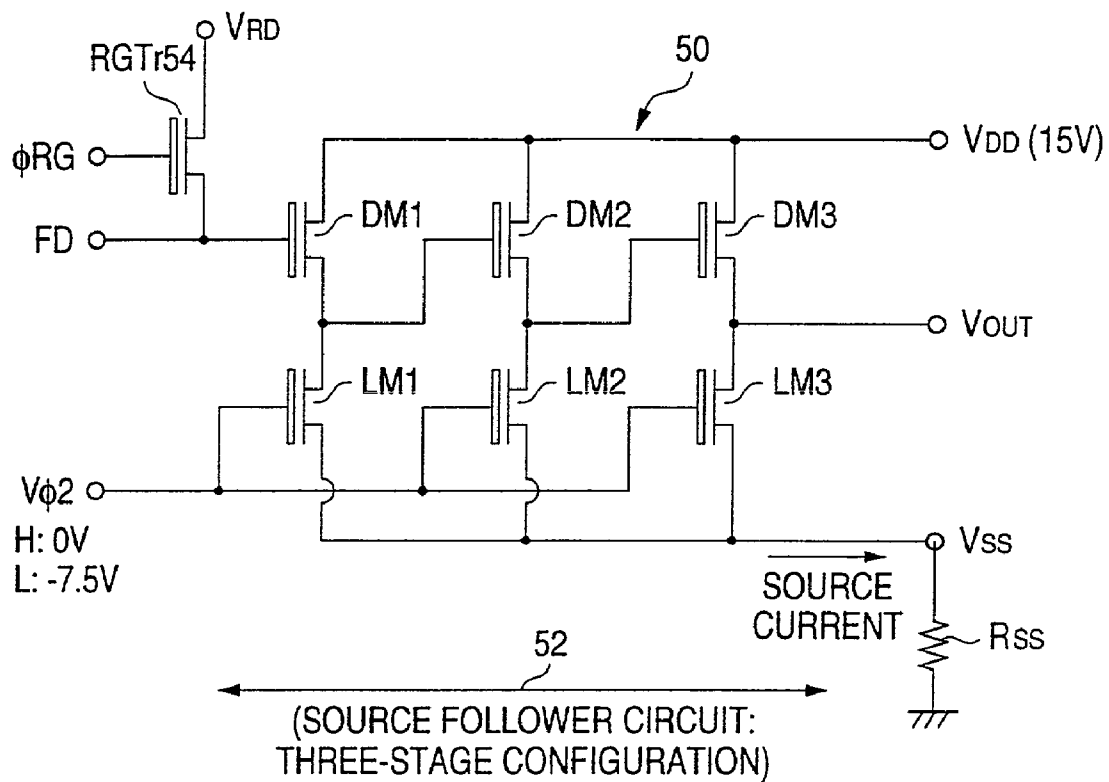 VRD
RGTr54
50
φRG
VDD (15V)
FD
DM1
DM2
DM3
VOUT
LM1
LM2
LM3
Vφ2
H: 0V
L: -7.5V
VSS
SOURCE
CURRENT
RSS
52
(SOURCE FOLLOWER CIRCUIT:
THREE-STAGE CONFIGURATION)